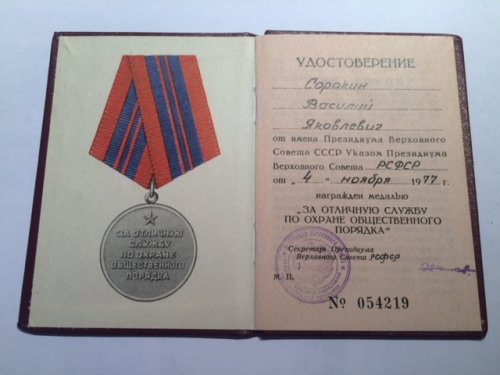 ЗА ОТЛИЧНУЮ
СЛУЖБУ
ПО ОХРАНЕ
ОБЩЕСТВЕННОГО
ПОРЯДКА
УДОСТОВЕРЕНИЕ
Сорокин
Василий
Яковлевич
от имени Президиума Верховного
Совета СССР Указом Президиума
Верховного Совета РСФСР
от „4“ ноября 1977 г.
награжден медалью
„ЗА ОТЛИЧНУЮ СЛУЖБУ
ПО ОХРАНЕ ОБЩЕСТВЕННОГО
ПОРЯДКА“
Секретарь Президиума
Верховного Совета РСФСР
М. П.
№ 054219